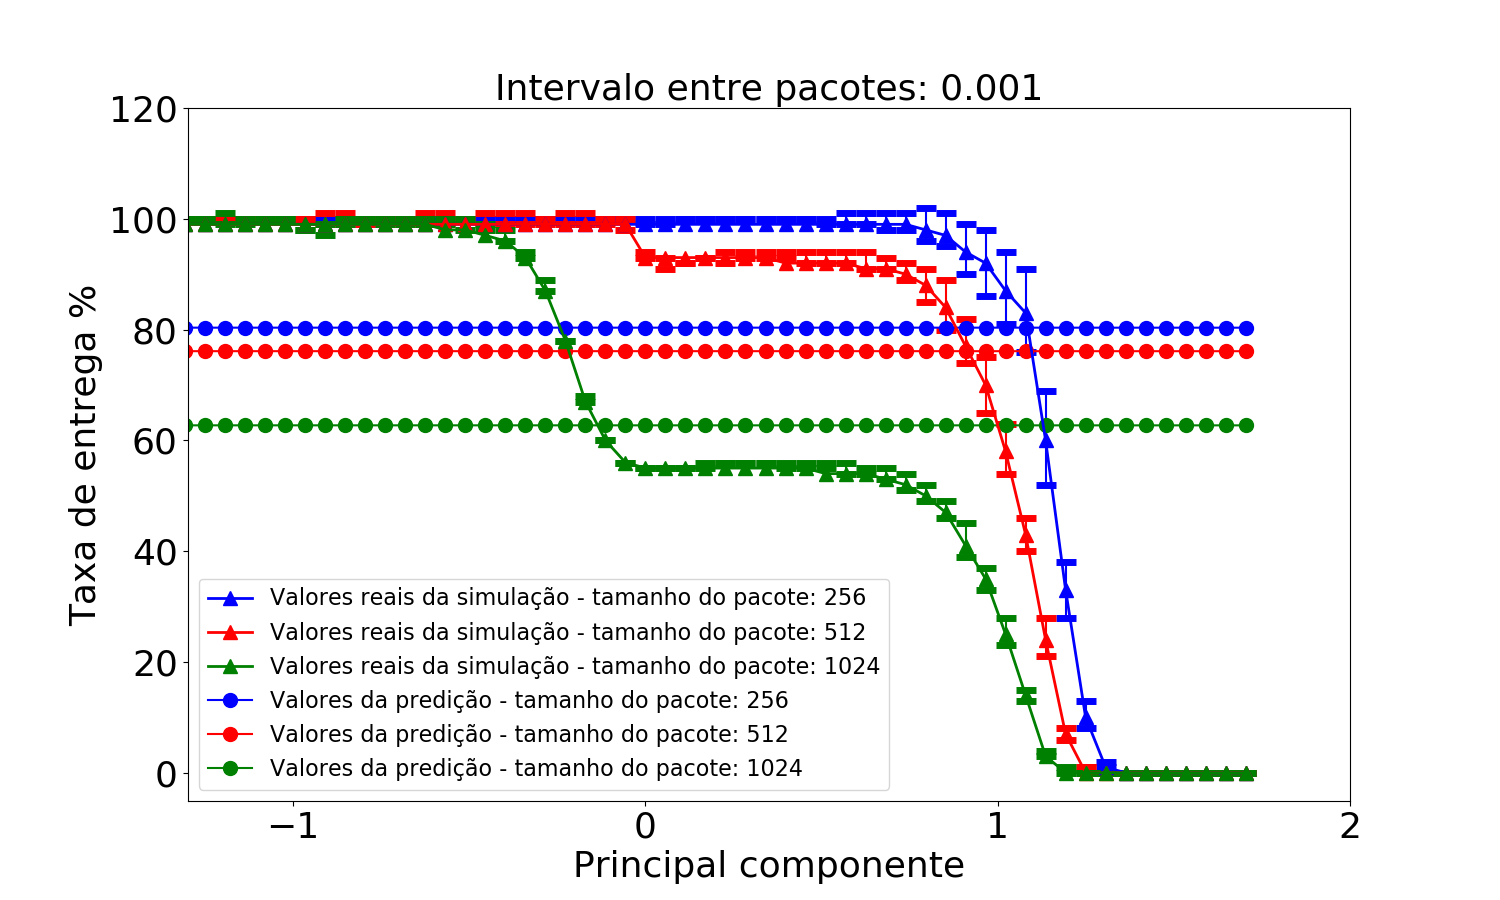 Intervalo entre pacotes: 0.001
120
100
80
60
40
20
0
Taxa de entrega %
Valores reais da simulação - tamanho do pacote: 256
Valores reais da simulação - tamanho do pacote: 512
Valores reais da simulação - tamanho do pacote: 1024
Valores da predição - tamanho do pacote: 256
Valores da predição - tamanho do pacote: 512
Valores da predição - tamanho do pacote: 1024
−1 0 1 2
Principal componente